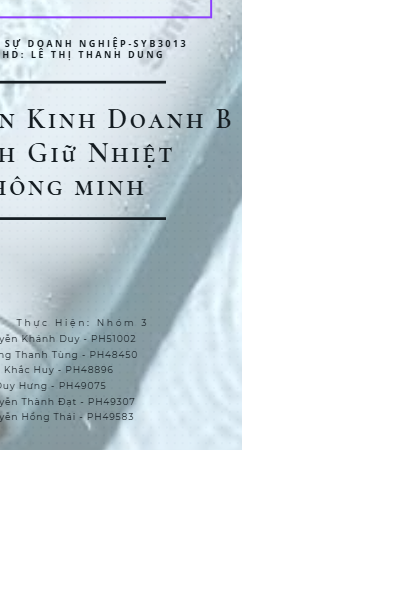 SỰ DOANH NGHIỆP-SYB3013
HD: LÊ THỊ THANH DUNG
N KINH DOANH B
H GIữ NHIỆT
HÔNG MINH
Thực Hiện: Nhóm 3
yễn Khánh Duy - PH51002
ng Thanh Tùng - PH48450
Khắc Huy - PH48896
Duy Hưng - PH49075
yễn Thành Đạt - PH49307
yễn Hồng Thái - PH49583